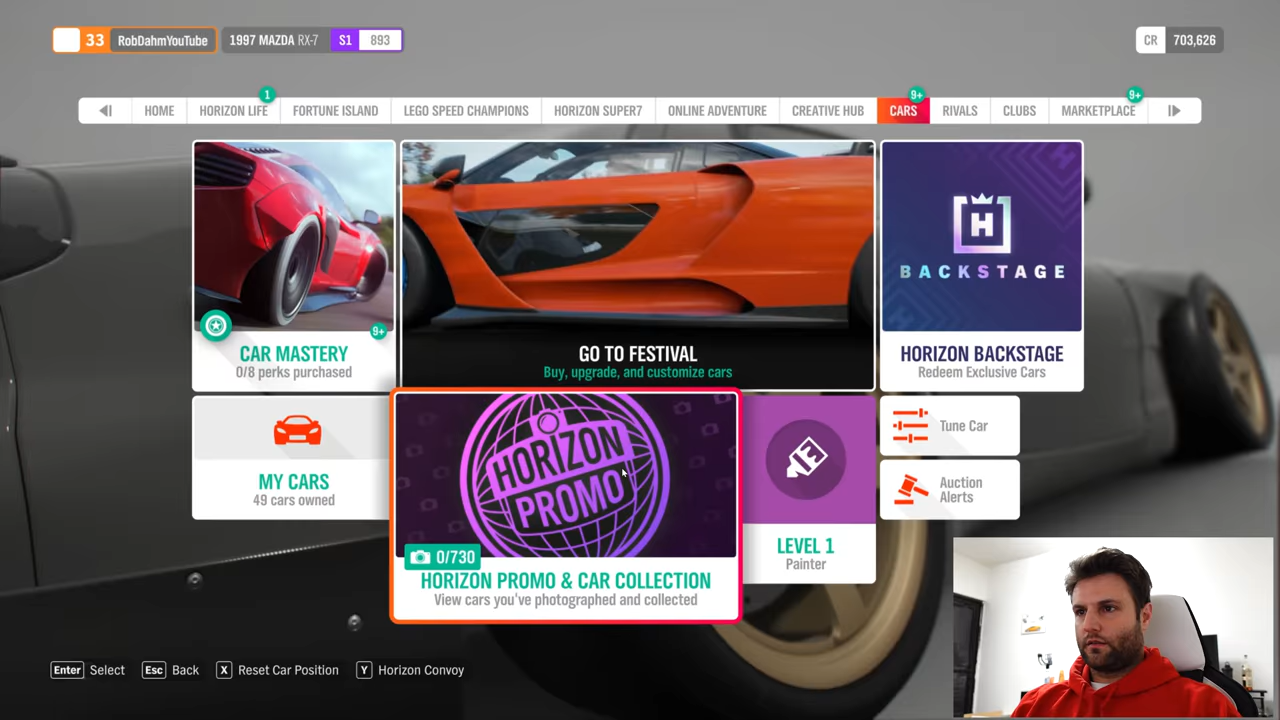 33 RobDahmYouTube 1997 MAZDA RX-7 S1 893
CR 703,626
1 9+ 9+
HOME HORIZON LIFE FORTUNE ISLAND LEGO SPEED CHAMPIONS HORIZON SUPER7 ONLINE ADVENTURE CREATIVE HUB CARS RIVALS CLUBS MARKETPLACE
9+
CAR MASTERY
0/8 perks purchased
GO TO FESTIVAL
Buy, upgrade, and customize cars
H
BACKSTAGE
HORIZON BACKSTAGE
Redeem Exclusive Cars
MY CARS
49 cars owned
HORIZON
PROMO
0/730
HORIZON PROMO & CAR COLLECTION
View cars you've photographed and collected
LEVEL 1
Painter
Tune Car
Auction
Alerts
Enter Select Esc Back X Reset Car Position Y Horizon Convoy